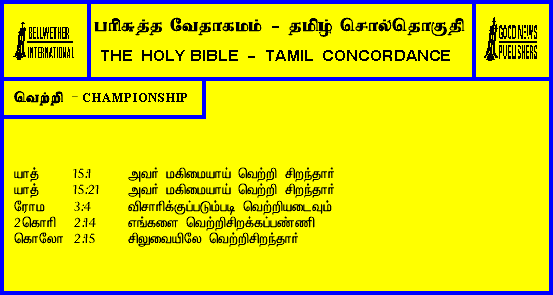 BELLWETHER
INTERNATIONAL
பரிசுத்த வேதாகமம் - தமிழ் சொல்தொகுதி
THE HOLY BIBLE - TAMIL CONCORDANCE
GOOD NEWS
PUBLISHERS
வெற்றி - CHAMPIONSHIP
யாத் 15:1 அவர் மகிமையாய் வெற்றி சிறந்தார்
யாத் 15:21 அவர் மகிமையாய் வெற்றி சிறந்தார்
ரோம 3:4 விசாரிக்குப்படும்படி வெற்றியடைவும்
2கொரி 2:14 எங்களை வெற்றிசிறக்கப்பண்ணி
கொலோ 2:15 சிலுவையிலே வெற்றிசிறந்தார்